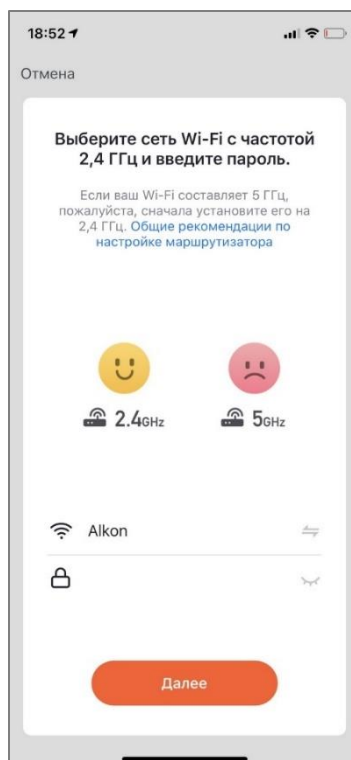 18:52
Отмена
Выберите сеть Wi-Fi с частотой
2,4 ГГц и введите пароль.
Если ваш Wi-Fi составляет 5 ГГц,
пожалуйста, сначала установите его на
2,4 ГГц. Общие рекомендации по
настройке маршрутизатора
2.4GHz 5GHz
Alkon
Далее